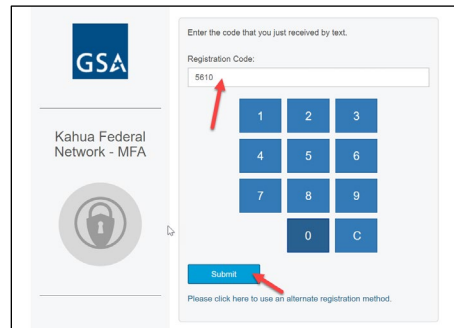 GSA
Kahua Federal
Network - MFA
Enter the code that you just received by text.
Registration Code:
5610
1 2 3
4 5 6
7 8 9
0 C
Submit
Please click here to use an alternate registration method.